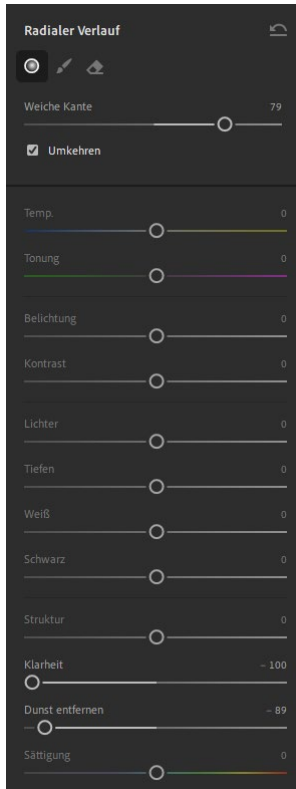 Radialer Verlauf
Weiche Kante 79
Umkehren
Temp. 0
Tonung 0
Belichtung 0
Kontrast 0
Lichter 0
Tiefen 0
Weiß 0
Schwarz 0
Struktur 0
Klarheit – 100
Dunst entfernen – 89
Sättigung 0